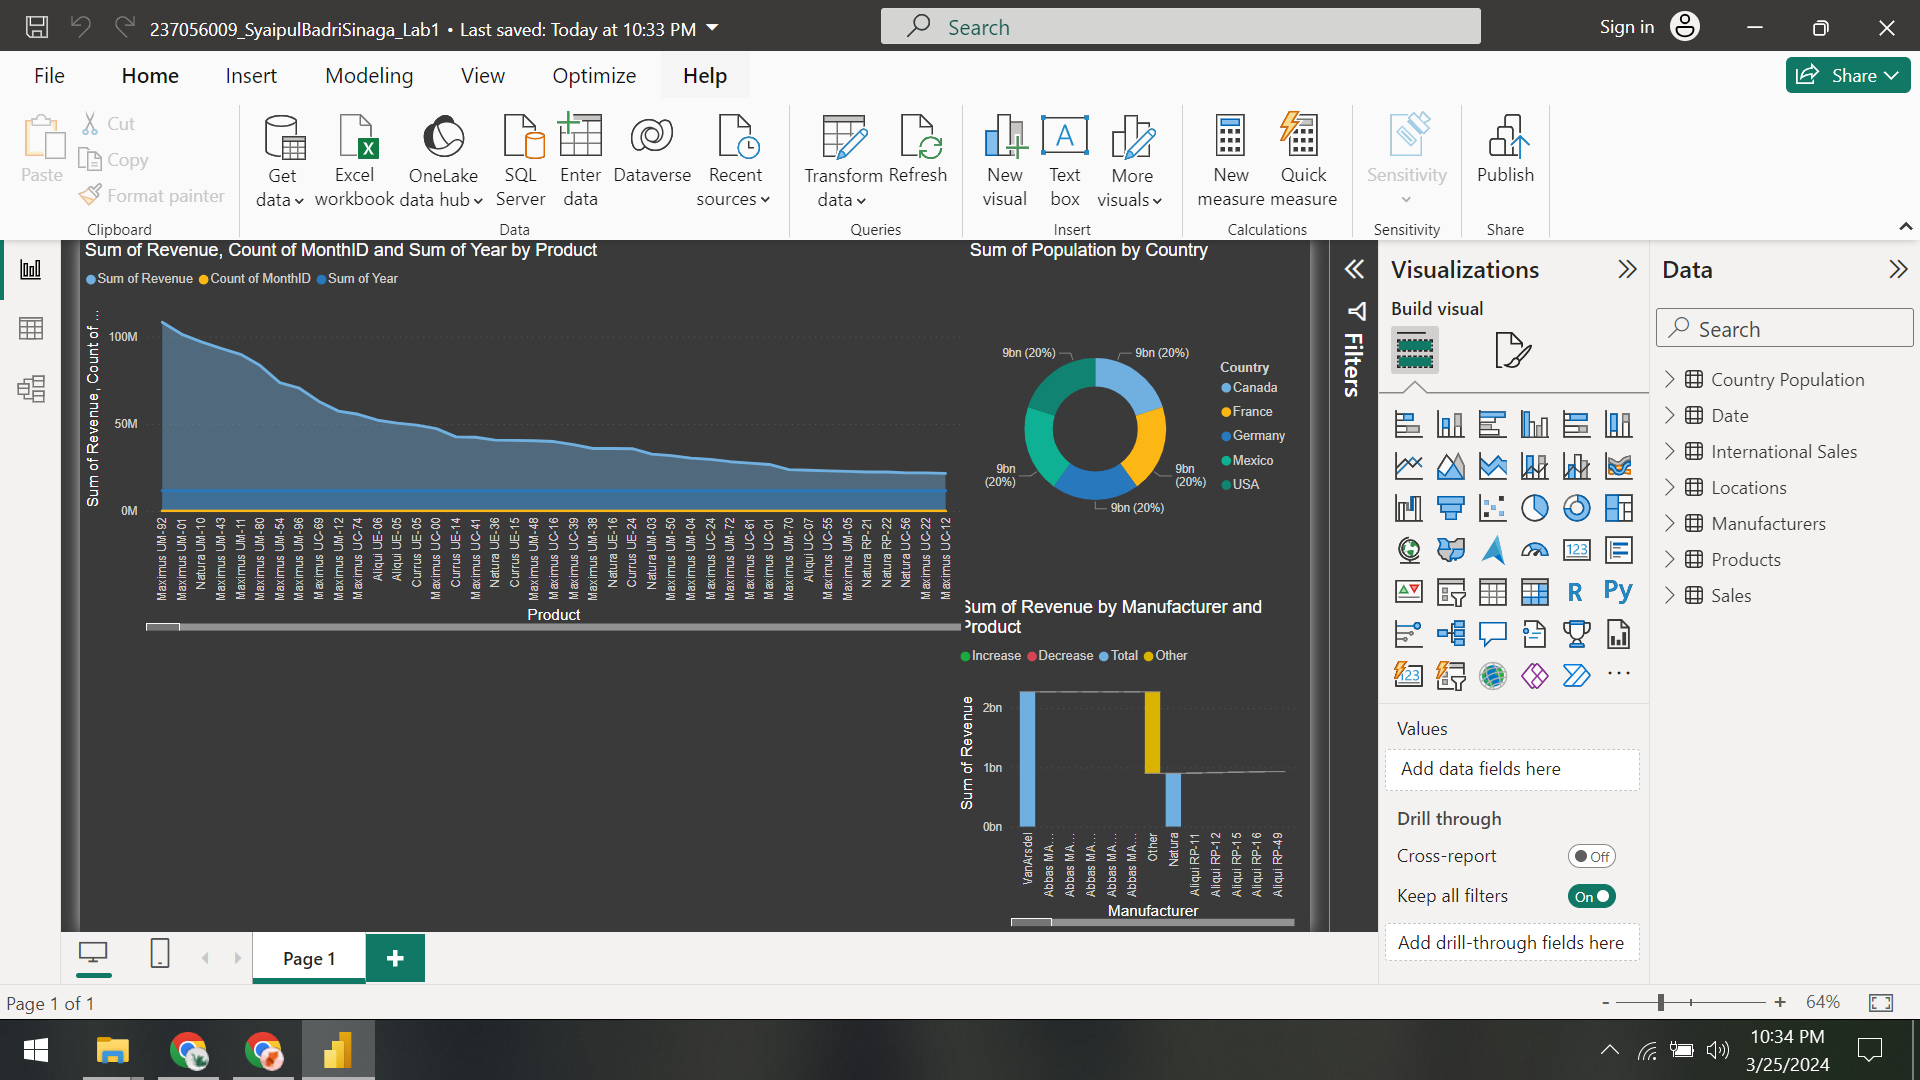 237056009_SyaipulBadriSinaga_Lab1 • Last saved: Today at 10:33 PM
Search
Sign in
File Home Insert Modeling View Optimize Help
Share
Paste
Cut
Copy
Format painter
Clipboard
Get data
Excel workbook
OneLake data hub
SQL Server
Enter data
Dataverse
Recent sources
Data
Transform data
Refresh
Queries
New visual
Text box
More visuals
Insert
New measure
Quick measure
Calculations
Sensitivity
Sensitivity
Publish
Share
Sum of Revenue, Count of MonthID and Sum of Year by Product
Sum of Revenue Count of MonthID Sum of Year
Sum of Revenue, Count of ...
100M
50M
0M
Maximus UM-92
Maximus UM-01
Natura UM-10
Maximus UM-43
Maximus UM-11
Maximus UM-80
Maximus UM-54
Maximus UM-96
Maximus UC-69
Maximus UM-12
Maximus UC-74
Aliqui UE-06
Aliqui UE-05
Currus UE-05
Maximus UC-00
Currus UE-14
Maximus UC-41
Natura UE-36
Currus UE-15
Maximus UM-48
Maximus UC-16
Maximus UC-39
Maximus UM-38
Natura UE-16
Currus UE-24
Natura UM-03
Maximus UM-50
Maximus UM-04
Maximus UC-24
Maximus UM-72
Maximus UC-61
Maximus UC-01
Maximus UM-70
Aliqui UC-07
Maximus UC-55
Maximus UM-05
Natura RP-21
Natura RP-22
Natura UC-56
Maximus UC-22
Maximus UC-12
Product
Sum of Population by Country
9bn (20%)
9bn (20%)
9bn (20%)
9bn (20%)
9bn (20%)
Country
Canada
France
Germany
Mexico
USA
Sum of Revenue by Manufacturer and
Product
Increase Decrease Total Other
Sum of Revenue
2bn
1bn
0bn
VanArsdel
Abbas MA...
Abbas MA...
Abbas MA...
Abbas MA...
Abbas MA...
Other
Natura
Aliqui RP-11
Aliqui RP-12
Aliqui RP-15
Aliqui RP-16
Aliqui RP-49
Manufacturer
Filters
Visualizations
Build visual
123
R
Py
123
...
Values
Add data fields here
Drill through
Cross-report
Off
Keep all filters
On
Add drill-through fields here
Data
Search
Country Population
Date
International Sales
Locations
Manufacturers
Products
Sales
Page 1
+
Page 1 of 1
- + 64%
10:34 PM
3/25/2024